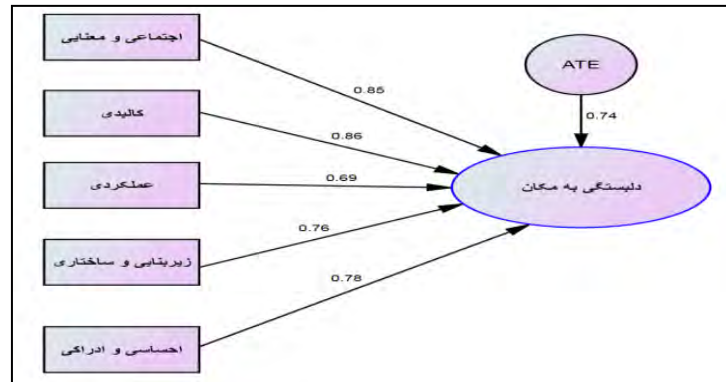 اجتماعی و معنایی
0.85
ATE
0.74
کالبدی
0.86
عملکردی
0.69
دلبستگی به مکان
زیربنایی و ساختاری
0.76
احساسی و ادراکی
0.78